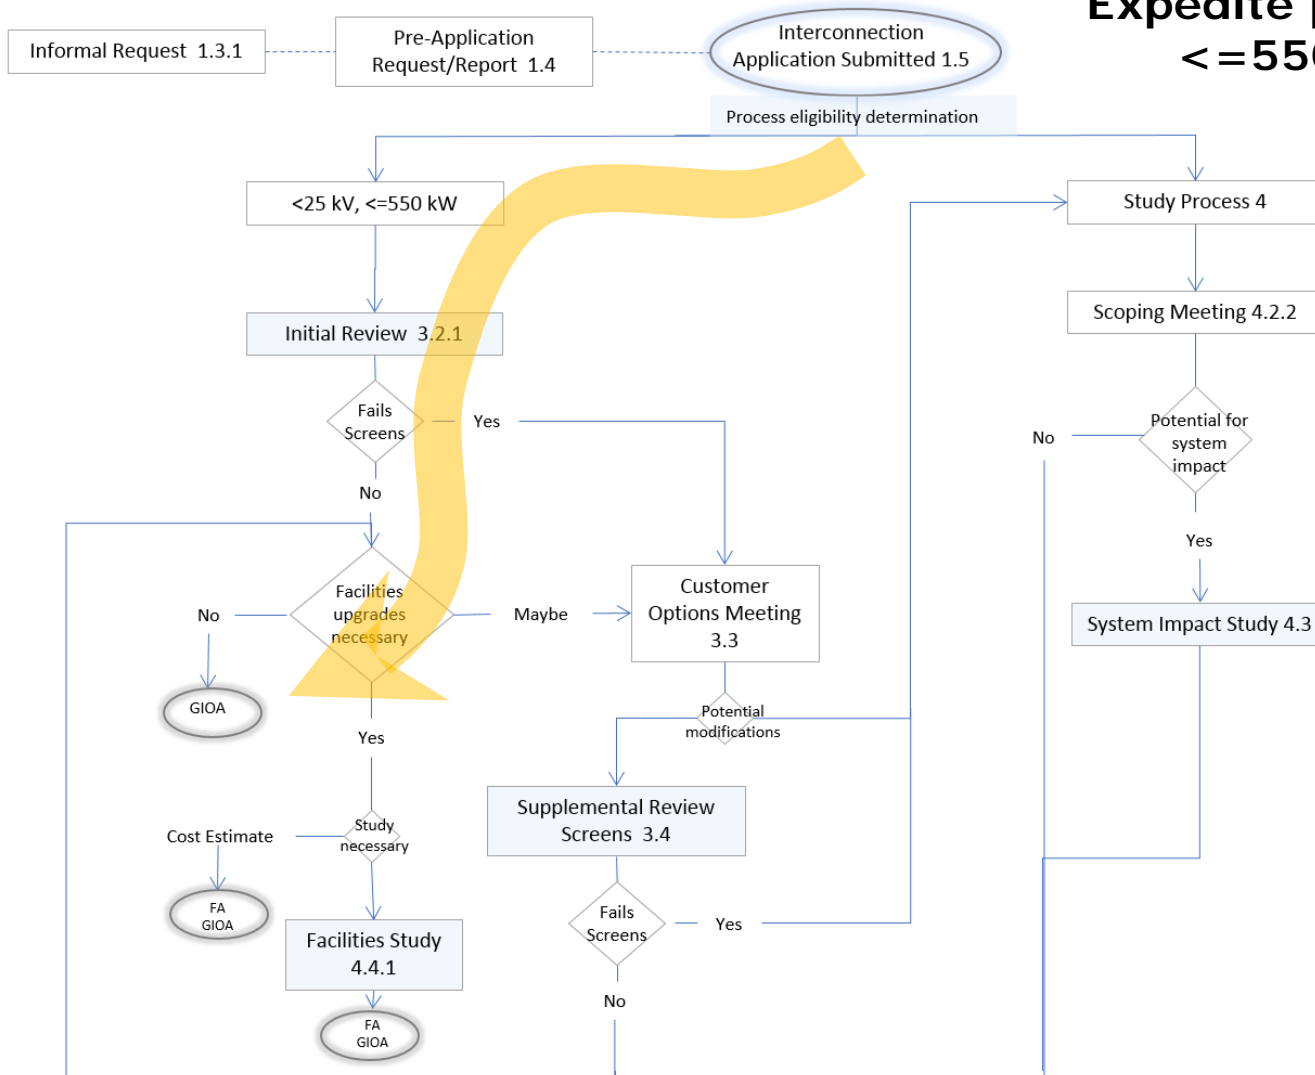 Expedite
<=550
Informal Request 1.3.1
Pre-Application
Request/Report 1.4
Interconnection
Application Submitted 1.5
Process eligibility determination
<25 kV, <=550 kW
Study Process 4
Initial Review 3.2.1
Scoping Meeting 4.2.2
Fails
Screens
Yes
No
Potential for
system
impact
No
Yes
Facilities
upgrades
necessary
No
Maybe
Customer
Options Meeting
3.3
System Impact Study 4.3
GIOA
Yes
Potential
modifications
Supplemental Review
Screens 3.4
Study
necessary
Cost Estimate
FA
GIOA
Fails
Screens
Yes
Facilities Study
4.4.1
No
FA
GIOA